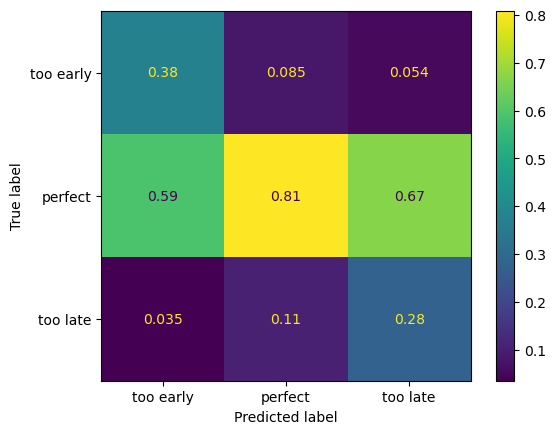 too early 0.38 0.085 0.054
perfect 0.59 0.81 0.67
too late 0.035 0.11 0.28
too early perfect too late
Predicted label
True label
0.8
0.7
0.6
0.5
0.4
0.3
0.2
0.1